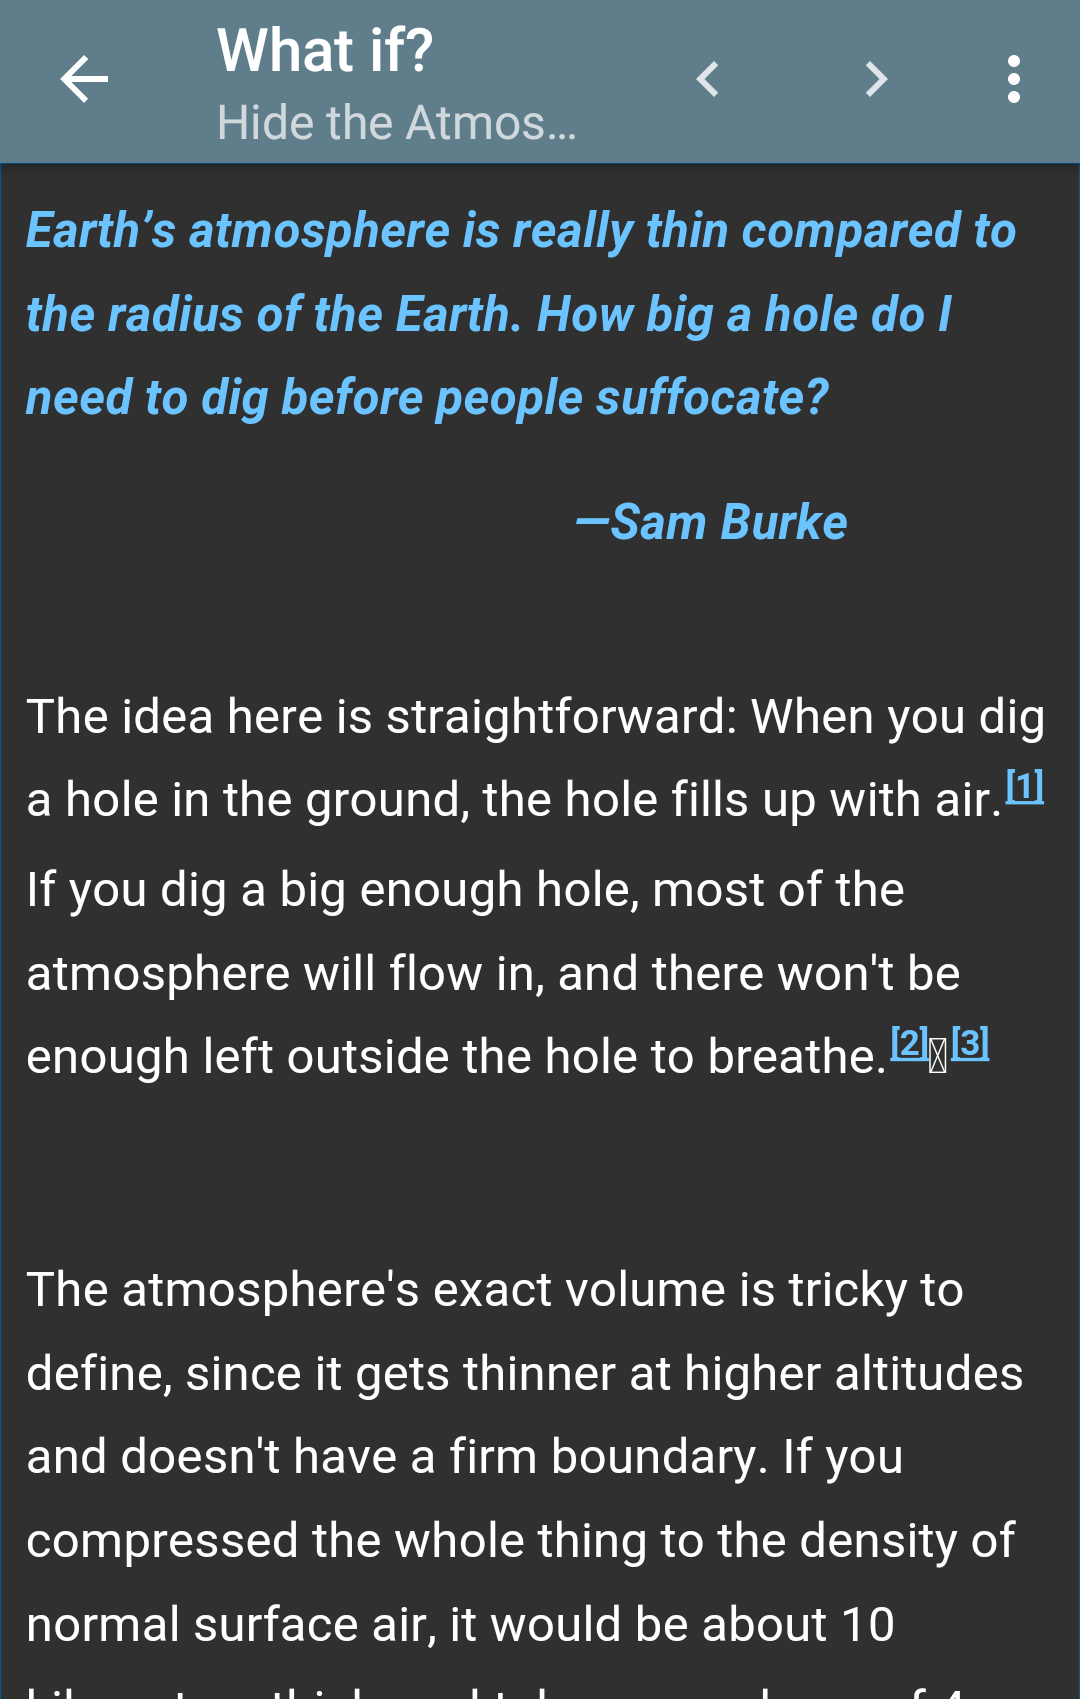 What if?
Hide the Atmos...
Earth’s atmosphere is really thin compared to
the radius of the Earth. How big a hole do I
need to dig before people suffocate?
—Sam Burke
The idea here is straightforward: When you dig
a hole in the ground, the hole fills up with air.[1]
If you dig a big enough hole, most of the
atmosphere will flow in, and there won't be
enough left outside the hole to breathe.[2] [3]
The atmosphere's exact volume is tricky to
define, since it gets thinner at higher altitudes
and doesn't have a firm boundary. If you
compressed the whole thing to the density of
normal surface air, it would be about 10